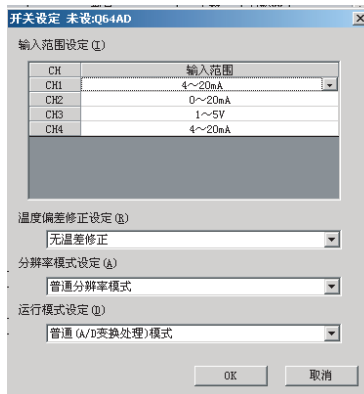 开关设定 未设:Q64AD
输入范围设定(I)
CH 输入范围
CH1 4～20mA
CH2 0～20mA
CH3 1～5V
CH4 4～20mA
温度偏差修正设定(R)
无温差修正
分辨率模式设定(A)
普通分辨率模式
运行模式设定(D)
普通(A/D变换处理)模式
OK 取消